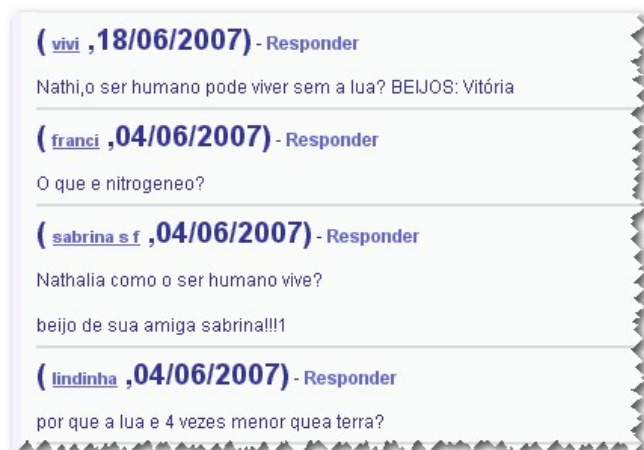 ( vivi ,18/06/2007) - Responder
Nathi,o ser humano pode viver sem a lua? BEIJOS: Vitória
( franci ,04/06/2007) - Responder
O que e nitrogeneo?
( sabrina s f ,04/06/2007) - Responder
Nathalia como o ser humano vive?
beijo de sua amiga sabrina!!!1
( lindinha ,04/06/2007) - Responder
por que a lua e 4 vezes menor quea terra?